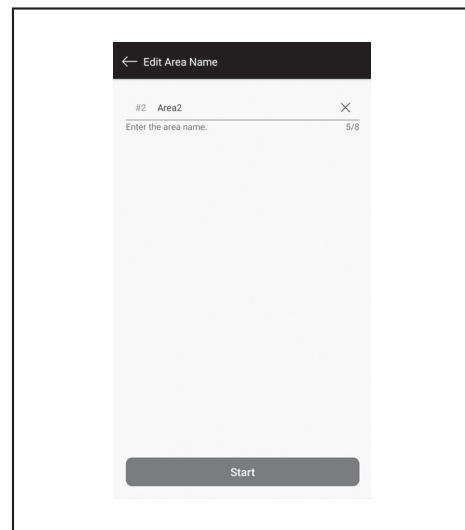 ← Edit Area Name
#2 Area2 ×
Enter the area name. 5/8
Start